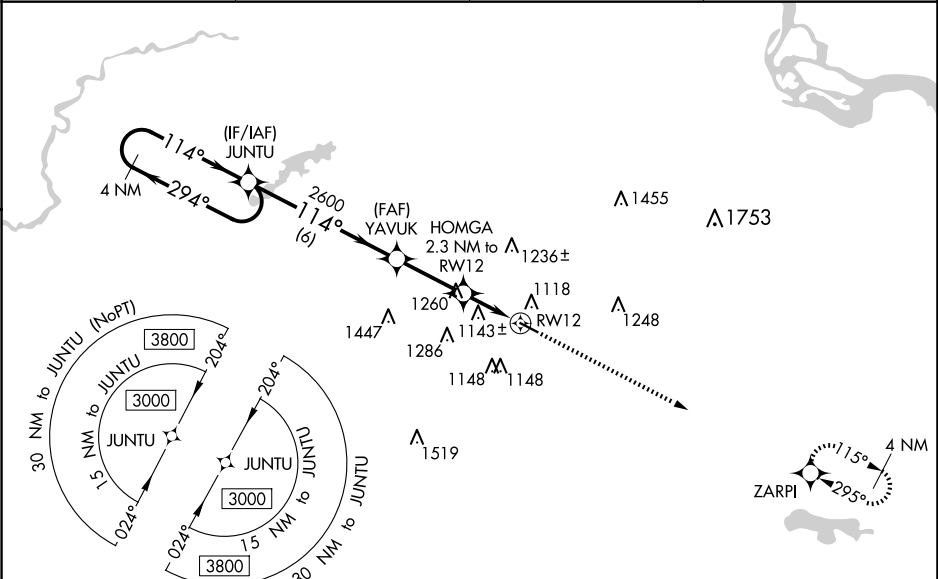 (IF/IAF)
JUNTU
114°
294°
4 NM
2600
114°
(6)
(FAF)
YAVUK
HOMGA
2.3 NM to
RW12
1455
1753
1236±
1260
1118
1248
RW12
1447
1143±
1286
1148
1148
1519
30 NM to JUNTU (NoPT)
3800
204°
15 NM to JUNTU
3000
JUNTU
024°
204°
JUNTU
3000
15 NM to JUNTU
024°
3800
30 NM to JUNTU
4 NM
115°
295°
ZARPI